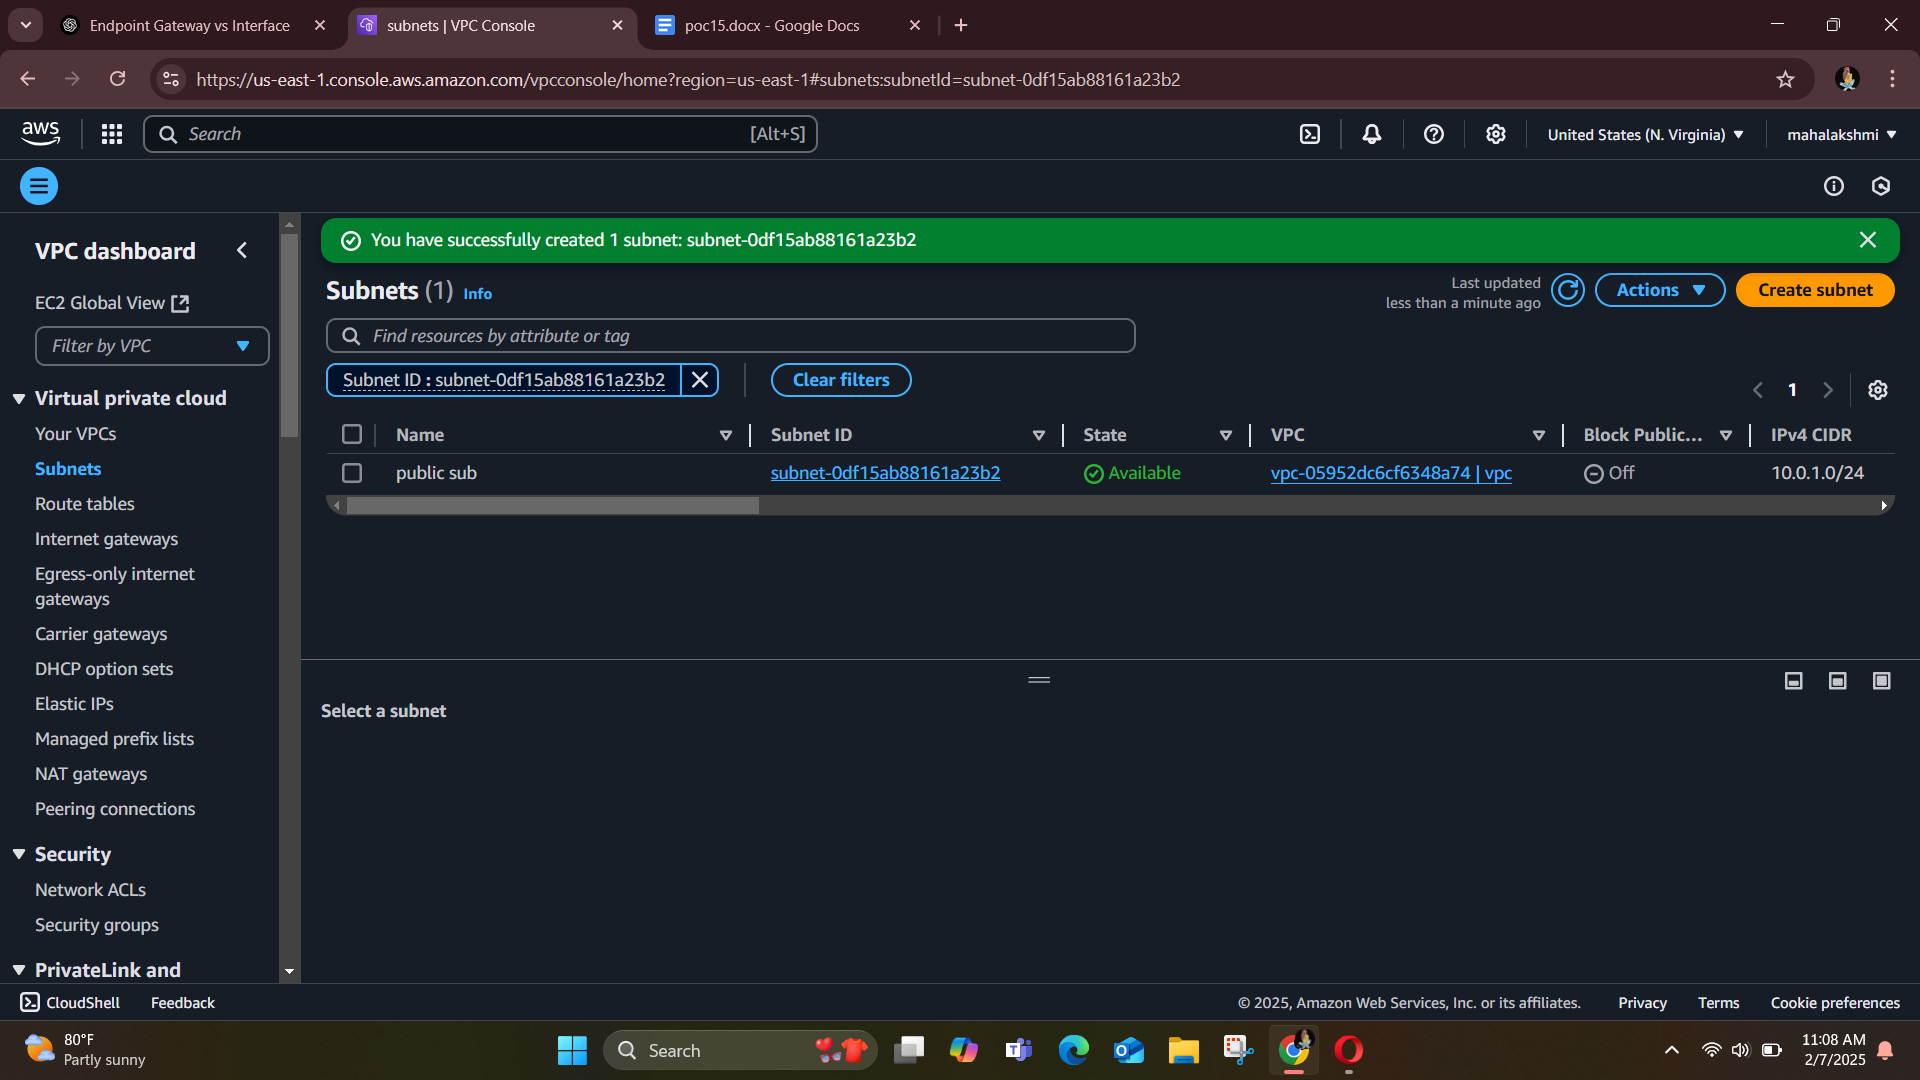 Endpoint Gateway vs Interface
subnets | VPC Console
poc15.docx - Google Docs
https://us-east-1.console.aws.amazon.com/vpcconsole/home?region=us-east-1#subnets:subnetId=subnet-0df15ab88161a23b2
aws
Search
[Alt+S]
United States (N. Virginia)
mahalakshmi
VPC dashboard
EC2 Global View
Filter by VPC
Virtual private cloud
Your VPCs
Subnets
Route tables
Internet gateways
Egress-only internet
gateways
Carrier gateways
DHCP option sets
Elastic IPs
Managed prefix lists
NAT gateways
Peering connections
Security
Network ACLs
Security groups
PrivateLink and
You have successfully created 1 subnet: subnet-0df15ab88161a23b2
Subnets (1) Info
Last updated
less than a minute ago
Actions
Create subnet
Find resources by attribute or tag
Subnet ID : subnet-0df15ab88161a23b2
Clear filters
1
Name
Subnet ID
State
VPC
Block Public...
IPv4 CIDR
public sub
subnet-0df15ab88161a23b2
Available
vpc-05952dc6cf6348a74 | vpc
Off
10.0.1.0/24
Select a subnet
CloudShell
Feedback
© 2025, Amazon Web Services, Inc. or its affiliates.
Privacy
Terms
Cookie preferences
80°F
Partly sunny
Search
11:08 AM
2/7/2025